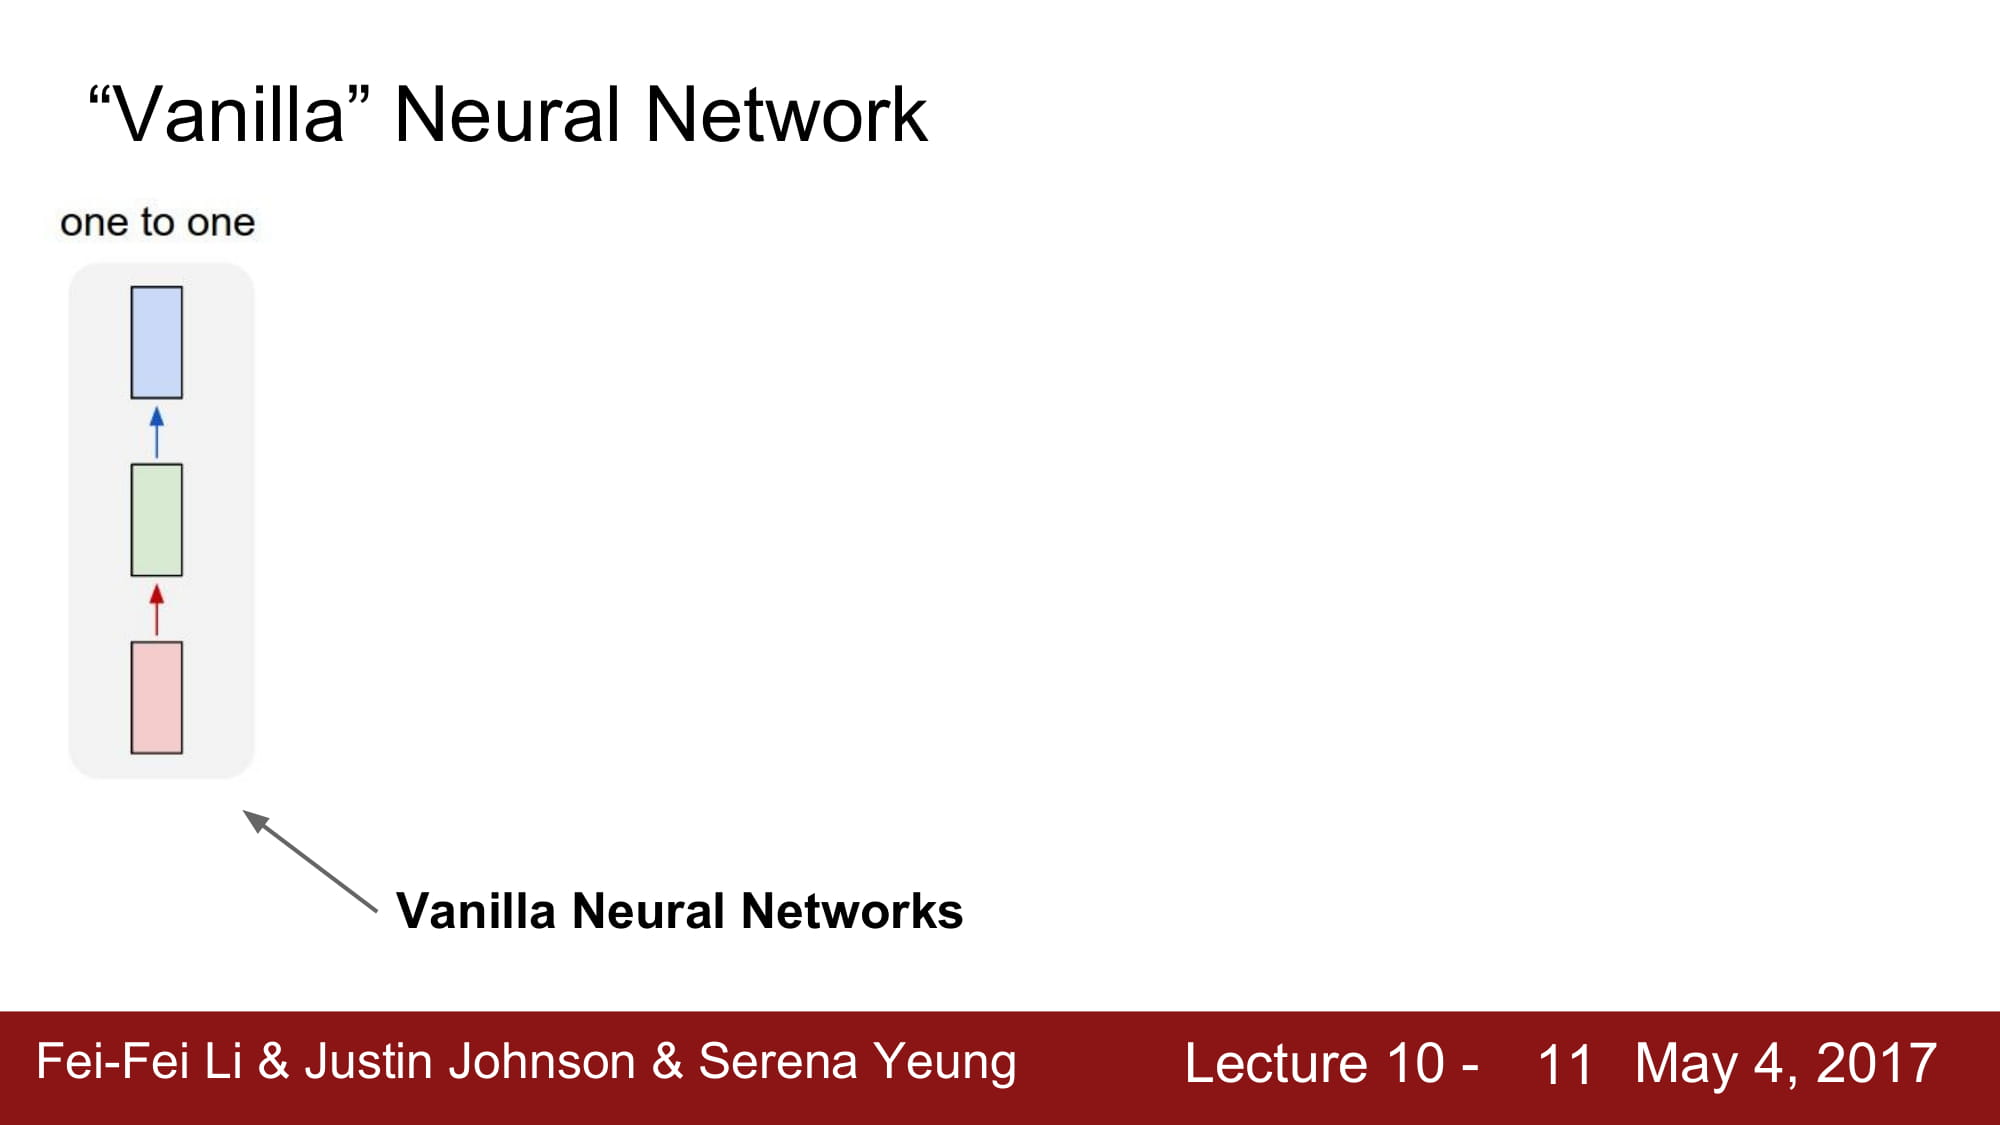 “Vanilla” Neural Network
one to one
Vanilla Neural Networks
Fei-Fei Li & Justin Johnson & Serena Yeung Lecture 10 - 11 May 4, 2017